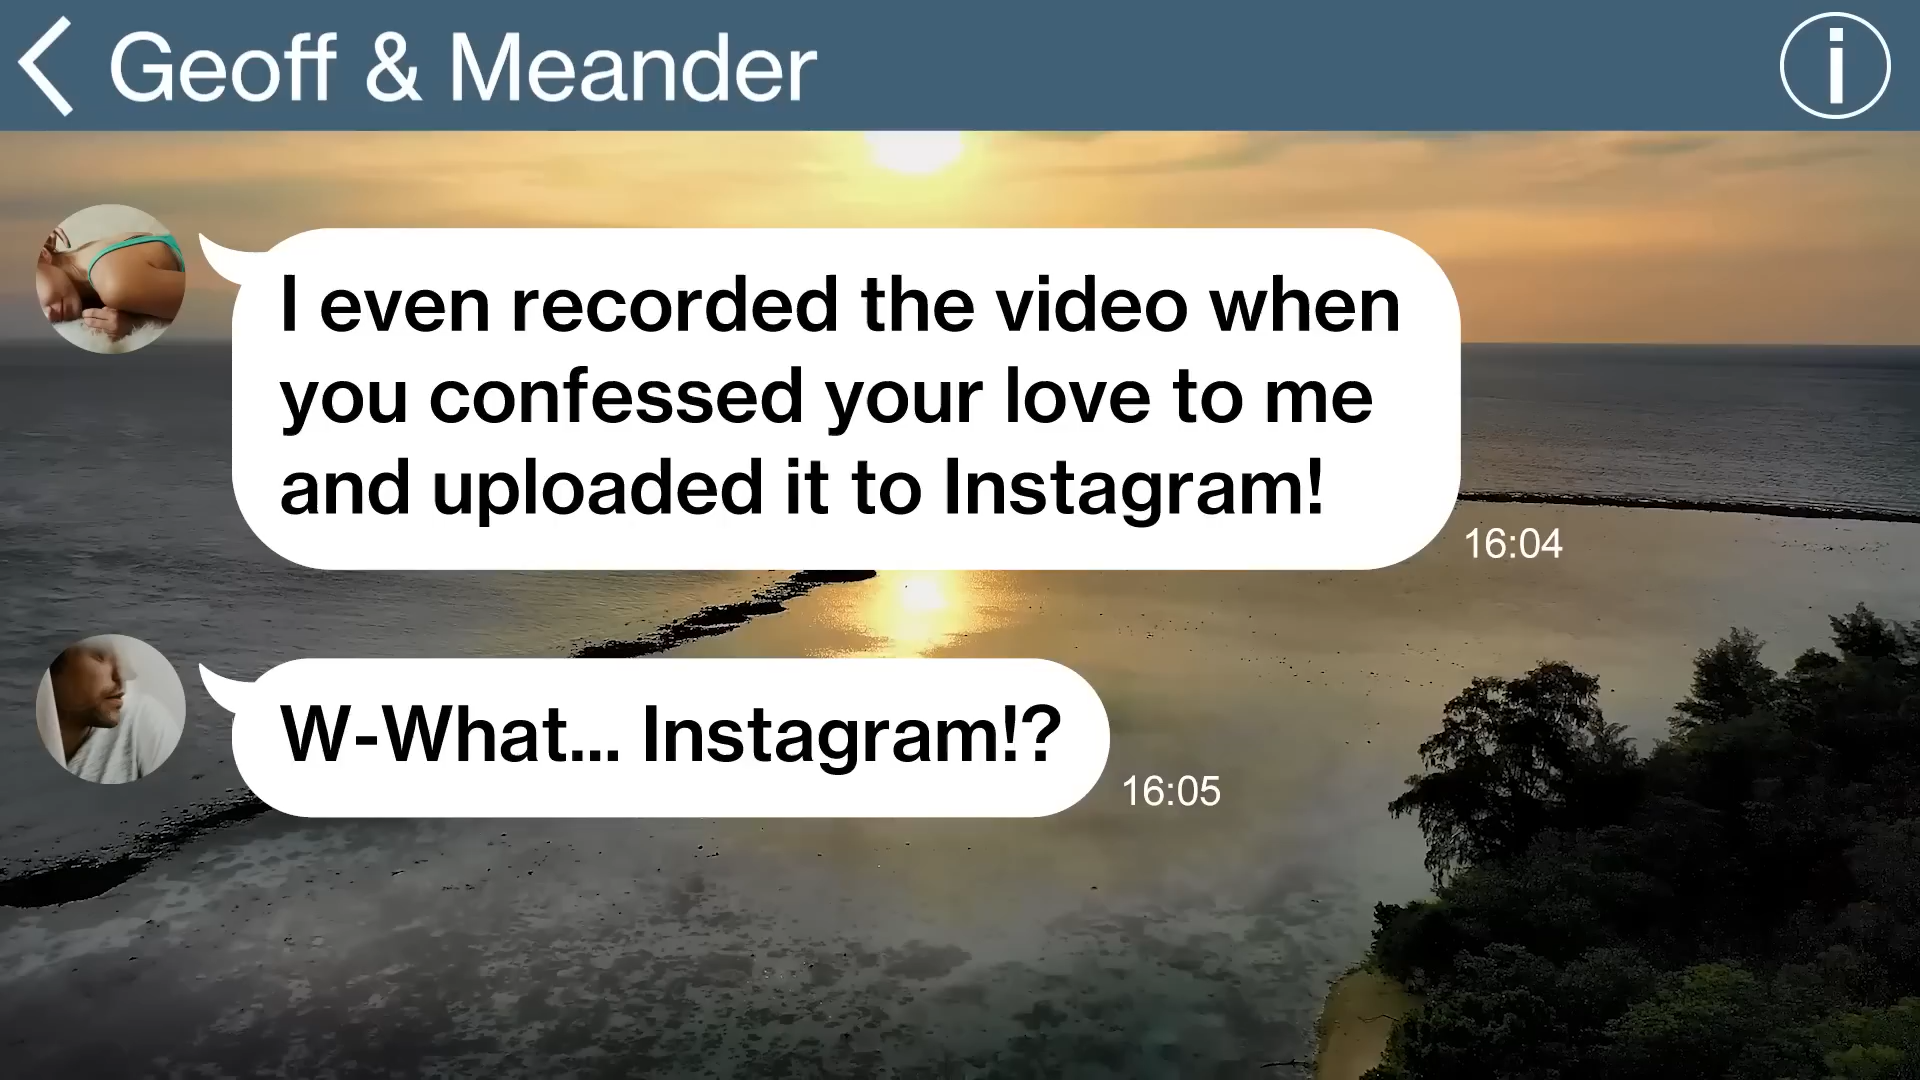 Geoff & Meander
I even recorded the video when
you confessed your love to me
and uploaded it to Instagram!
16:04
W-What... Instagram!?
16:05